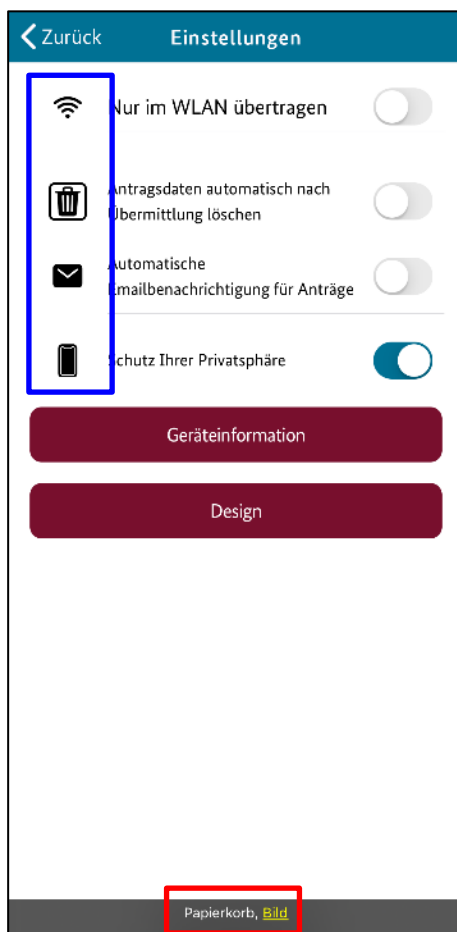 Zurück Einstellungen
Nur im WLAN übertragen
Antragsdaten automatisch nach
Übermittlung löschen
Automatische
Emailbenachrichtigung für Anträge
Schutz Ihrer Privatsphäre
Geräteinformation
Design
Papierkorb, Bild